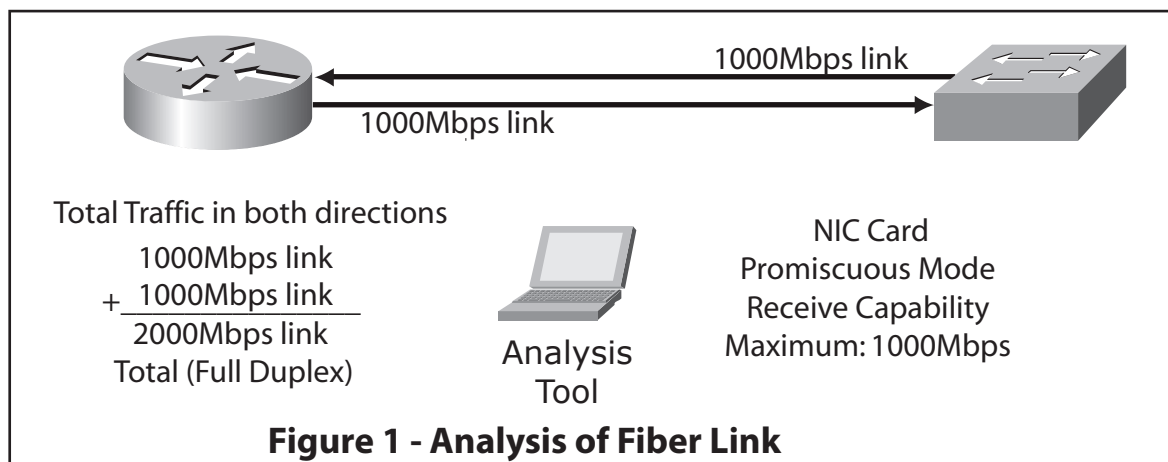 1000Mbps link
1000Mbps link
Total Traffic in both directions
1000Mbps link
+ 1000Mbps link
2000Mbps link
Total (Full Duplex)
Analysis
Tool
NIC Card
Promiscuous Mode
Receive Capability
Maximum: 1000Mbps
Figure 1 - Analysis of Fiber Link